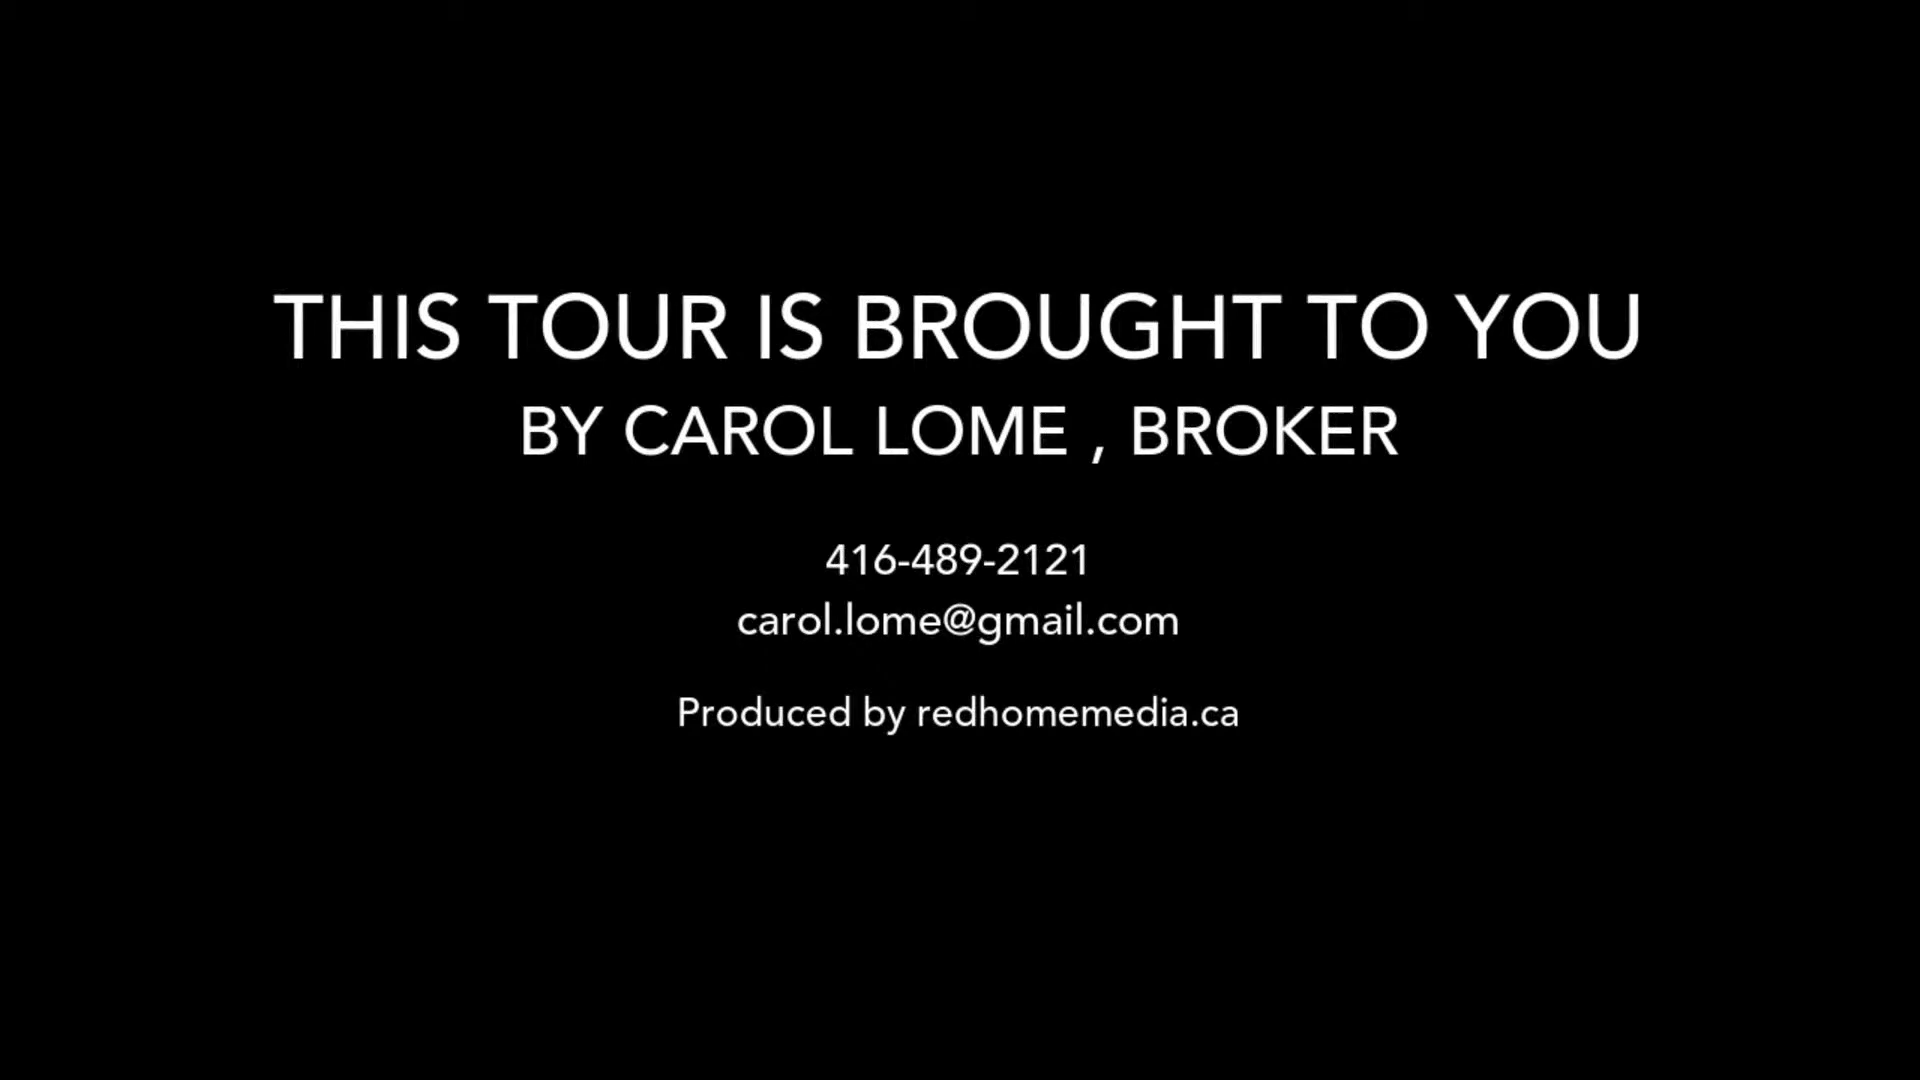 THIS TOUR IS BROUGHT TO YOU
BY CAROL LOME , BROKER
416-489-2121
carol.lome@gmail.com
Produced by redhomemedia.ca